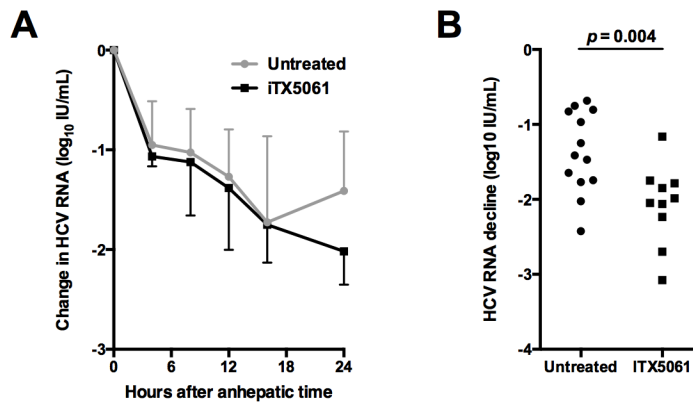 A
Change in HCV RNA (log10 IU/mL)
0
-1
-2
-3
Untreated
iTX5061
0
6
12
18
24
Hours after anhepatic time
B
p = 0.004
HCV RNA decline (log10 IU/mL)
0
-1
-2
-3
-4
Untreated
ITX5061